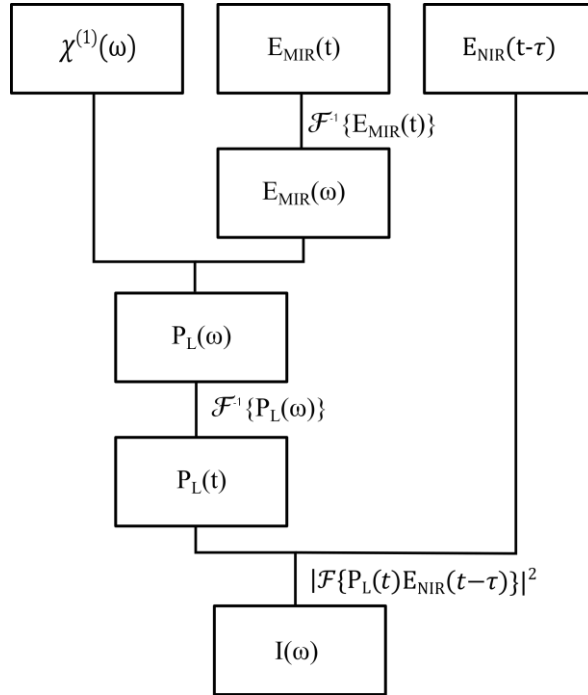 χ⁽¹⁾(ω)
E_MIR(t)
E_NIR(t-τ)
ℱ⁻¹{E_MIR(t)}
E_MIR(ω)
P_L(ω)
ℱ⁻¹{P_L(ω)}
P_L(t)
|ℱ{P_L(t)E_NIR(t−τ)}|²
I(ω)